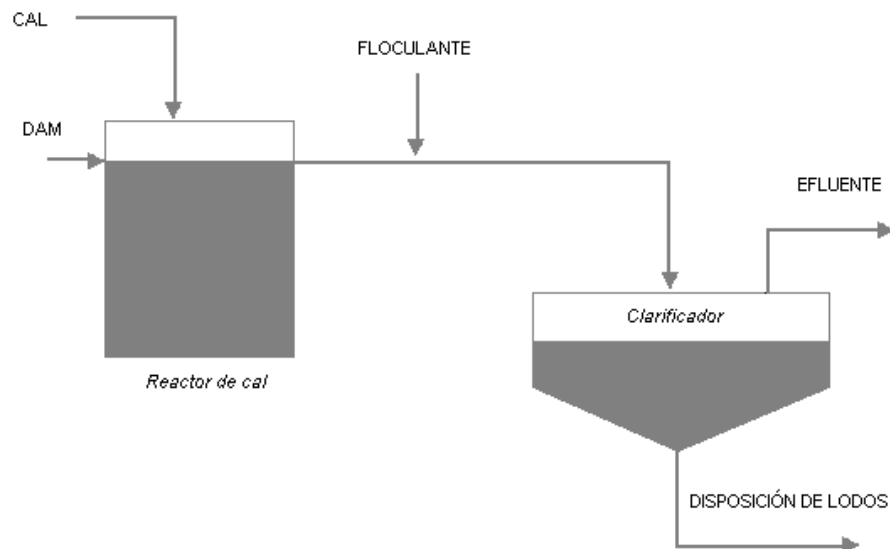 CAL
FLOCULANTE
DAM
EFLUENTE
Clarificador
Reactor de cal
DISPOSICIÓN DE LODOS